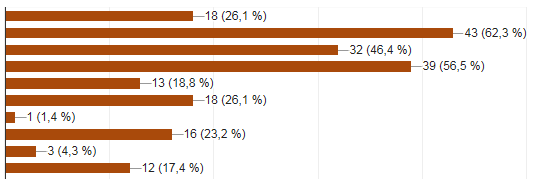 18 (26,1 %)
43 (62,3 %)
32 (46,4 %)
39 (56,5 %)
13 (18,8 %)
18 (26,1 %)
1 (1,4 %)
16 (23,2 %)
3 (4,3 %)
12 (17,4 %)